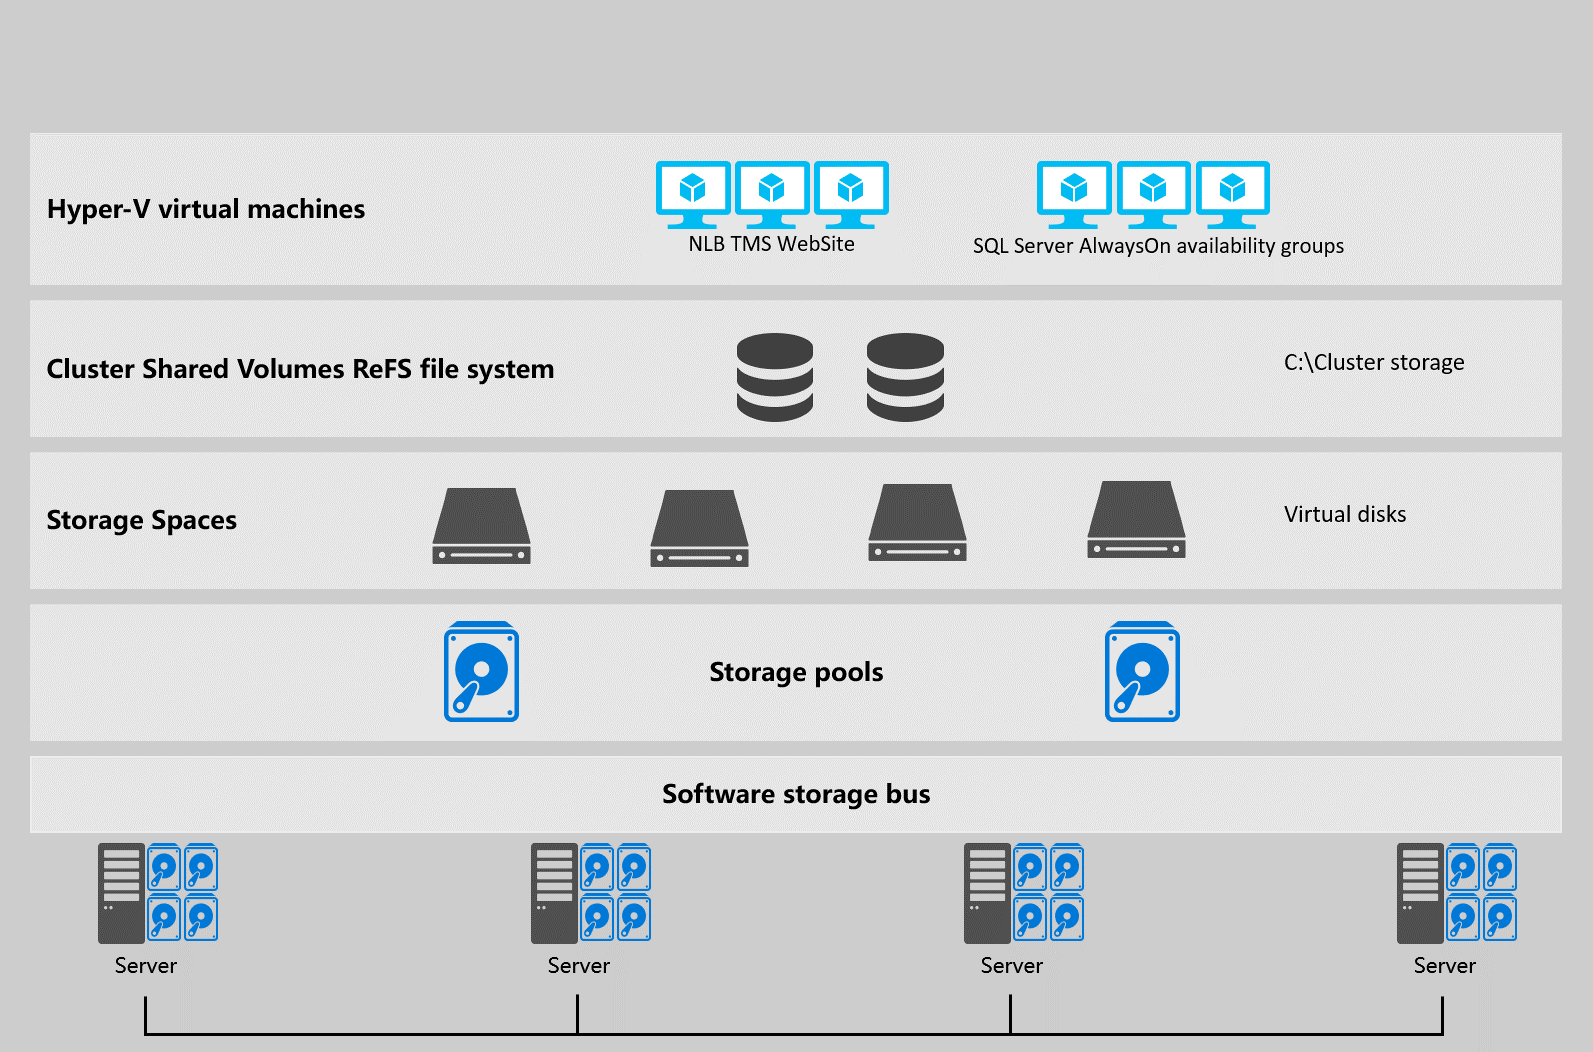 Hyper-V virtual machines
NLB TMS WebSite
SQL Server AlwaysOn availability groups
Cluster Shared Volumes ReFS file system
C:\Cluster storage
Storage Spaces
Virtual disks
Storage pools
Software storage bus
Server
Server
Server
Server